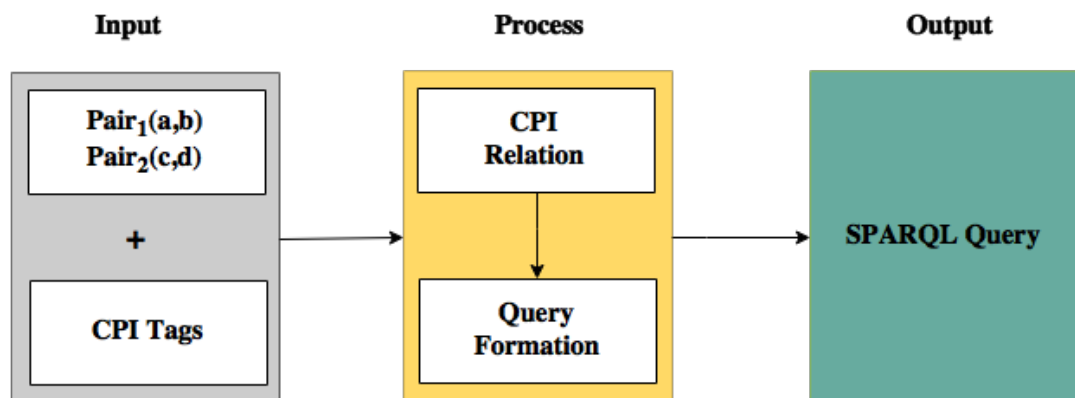 Input
Process
Output
Pair₁(a,b)
Pair₂(c,d)
+
CPI Tags
CPI
Relation
Query
Formation
SPARQL Query